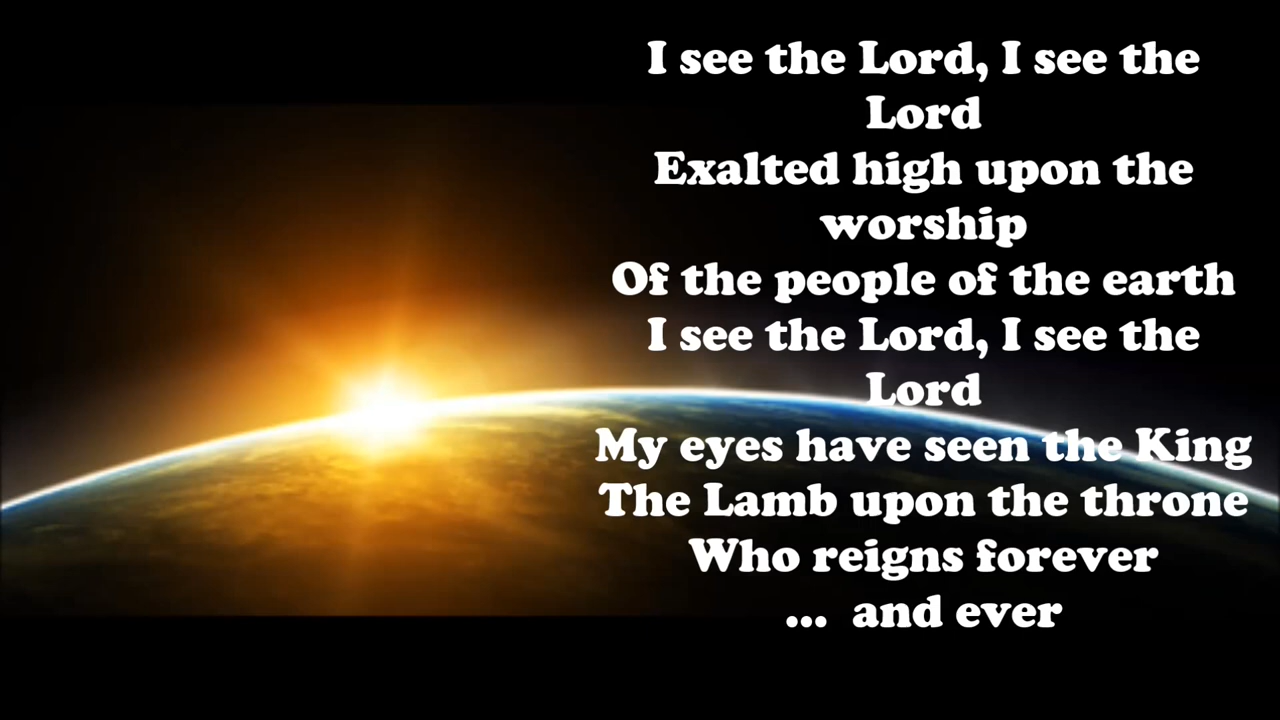 I see the Lord, I see the
Lord
Exalted high upon the
worship
Of the people of the earth
I see the Lord, I see the
Lord
My eyes have seen the King
The Lamb upon the throne
Who reigns forever
... and ever